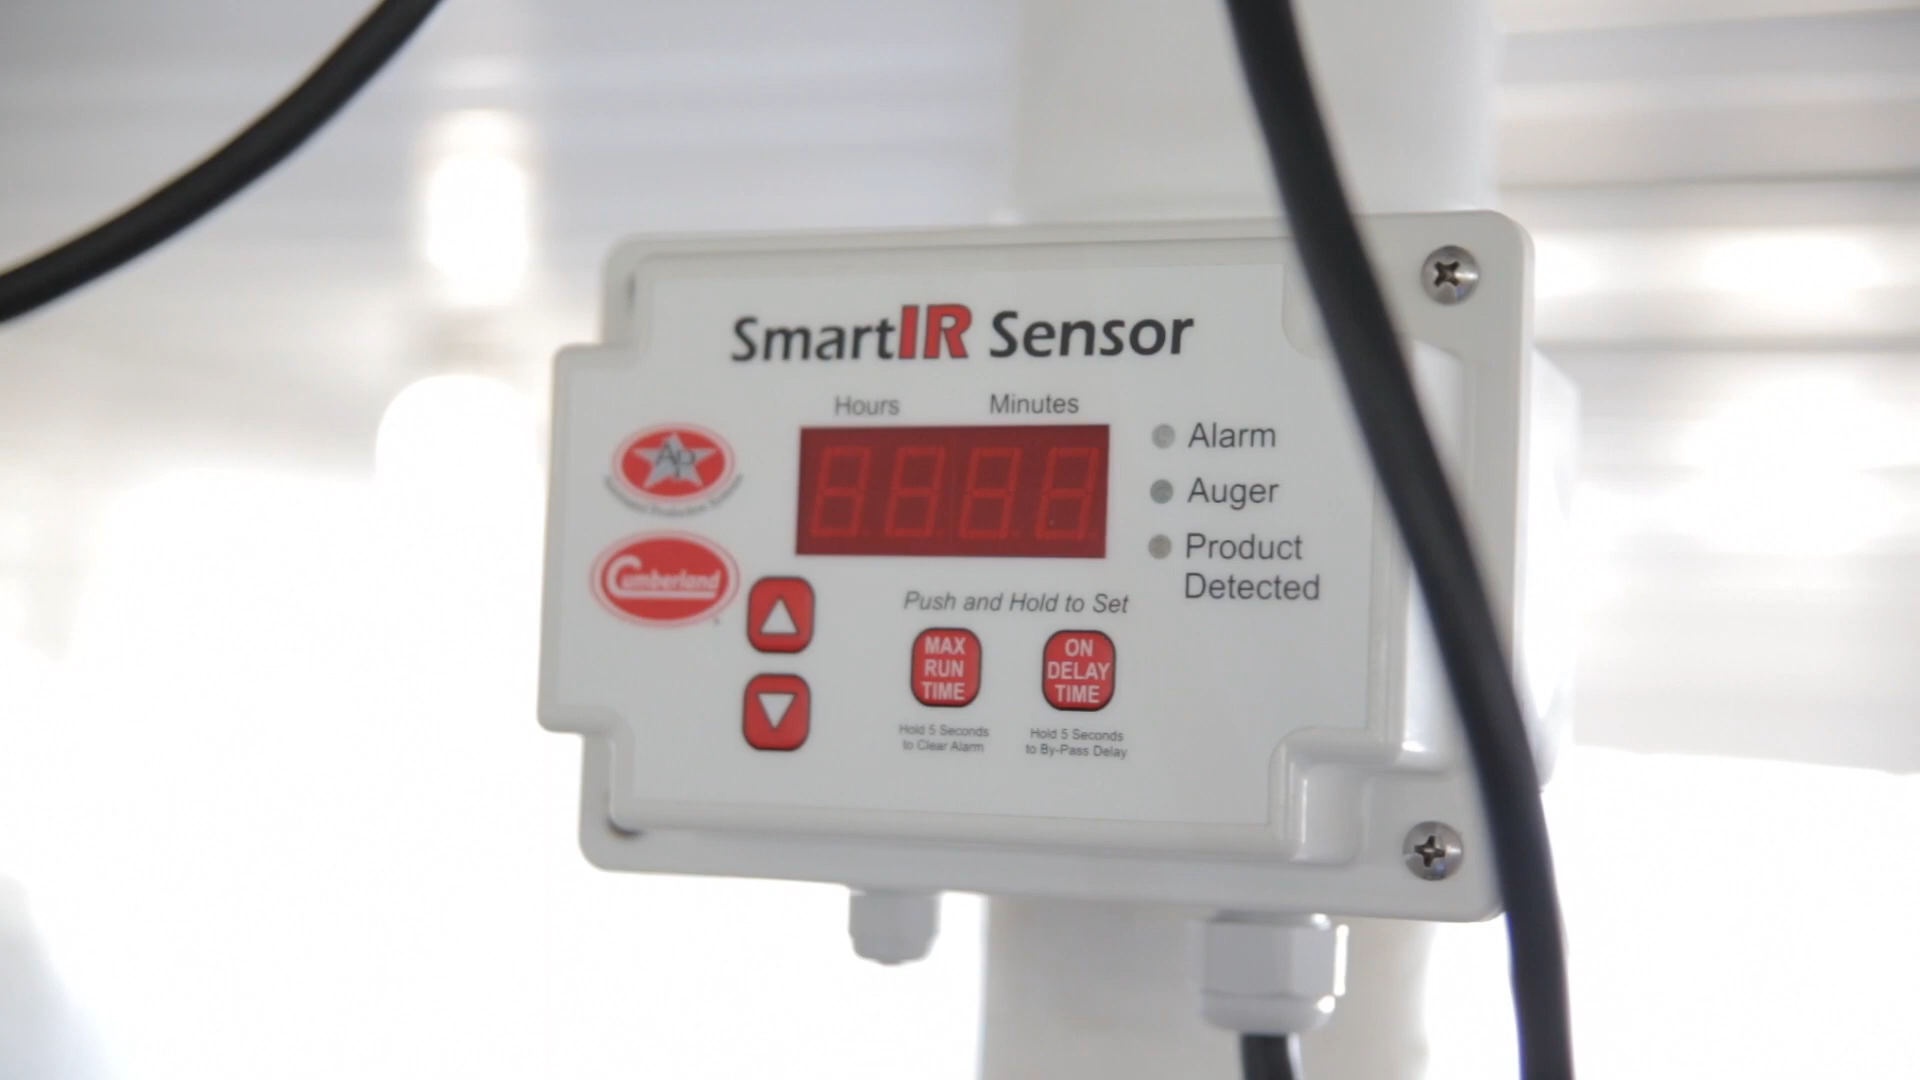 SmartIR Sensor
Hours Minutes
Alarm
Auger
Product
Detected
AP
Cumberland
Push and Hold to Set
MAX
RUN
TIME
ON
DELAY
TIME
Hold 5 Seconds
to Clear Alarm
Hold 5 Seconds
to By-Pass Delay